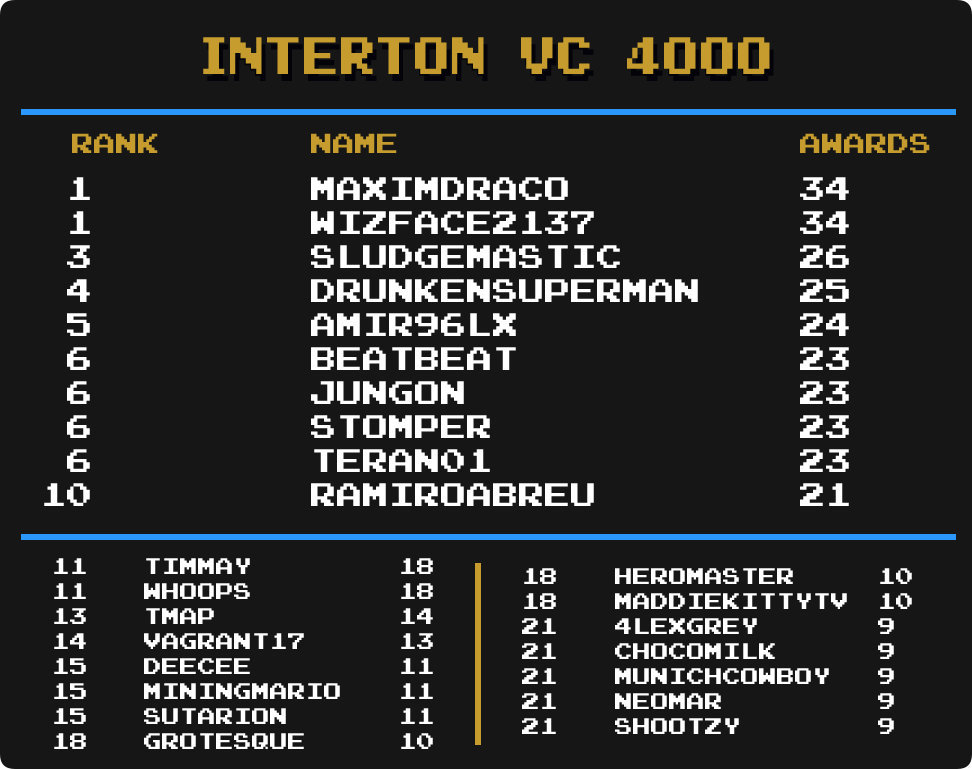 INTERTON VC 4000
RANK NAME AWARDS
1 MAXIMDRACO 34
1 WIZFACE2137 34
3 SLUDGEMASTIC 26
4 DRUNKENSUPERMAN 25
5 AMIR96LX 24
6 BEATBEAT 23
6 JUNGON 23
6 STOMPER 23
6 TERAN01 23
10 RAMIROABREU 21
11 TIMMAY 18
11 WHOOPS 18
13 TMAP 14
14 VAGRANT17 13
15 DEECEE 11
15 MININGMARIO 11
15 SUTARION 11
18 GROTESQUE 10
18 HEROMASTER 10
18 MADDIEKITTYTV 10
21 4LEXGREY 9
21 CHOCOMILK 9
21 MUNICHCOWBOY 9
21 NEOMAR 9
21 SHOOTZY 9